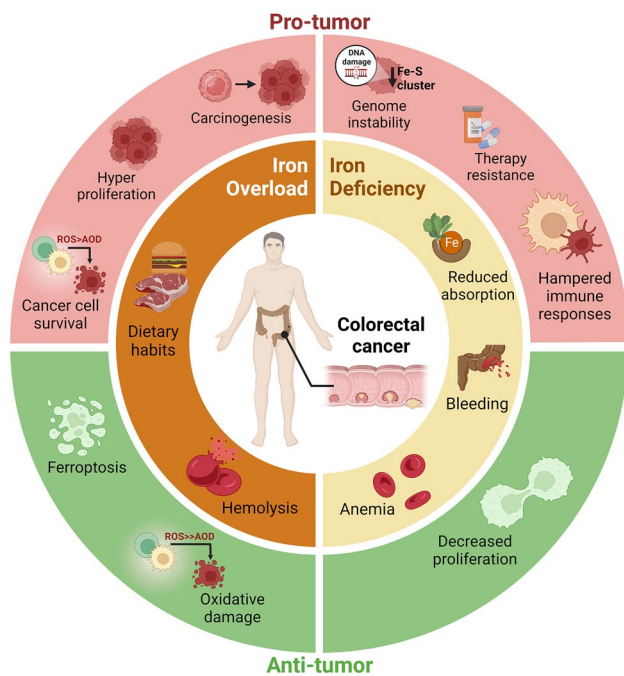 Pro-tumor
DNA
damage
Fe-S
cluster
Genome
instability
Carcinogenesis
Therapy
resistance
Hyper
proliferation
Iron
Overload
Iron
Deficiency
ROS>AOD
Cancer cell
survival
Fe
Reduced
absorption
Hampered
immune
responses
Dietary
habits
Colorectal
cancer
Bleeding
Ferroptosis
Hemolysis
Anemia
ROS>>AOD
Oxidative
damage
Decreased
proliferation
Anti-tumor